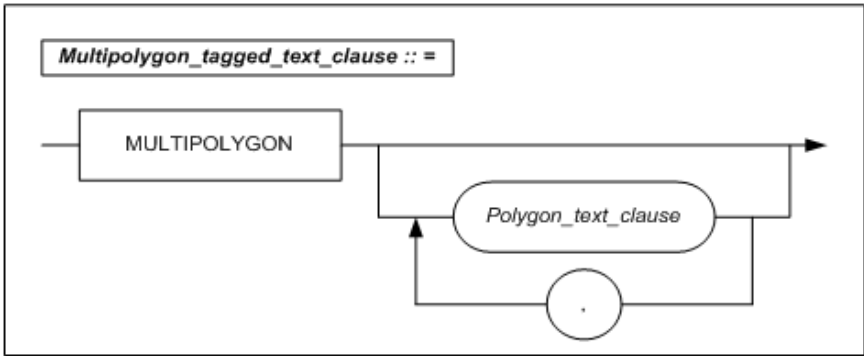 Multipolygon_tagged_text_clause :: =
MULTIPOLYGON
Polygon_text_clause
,